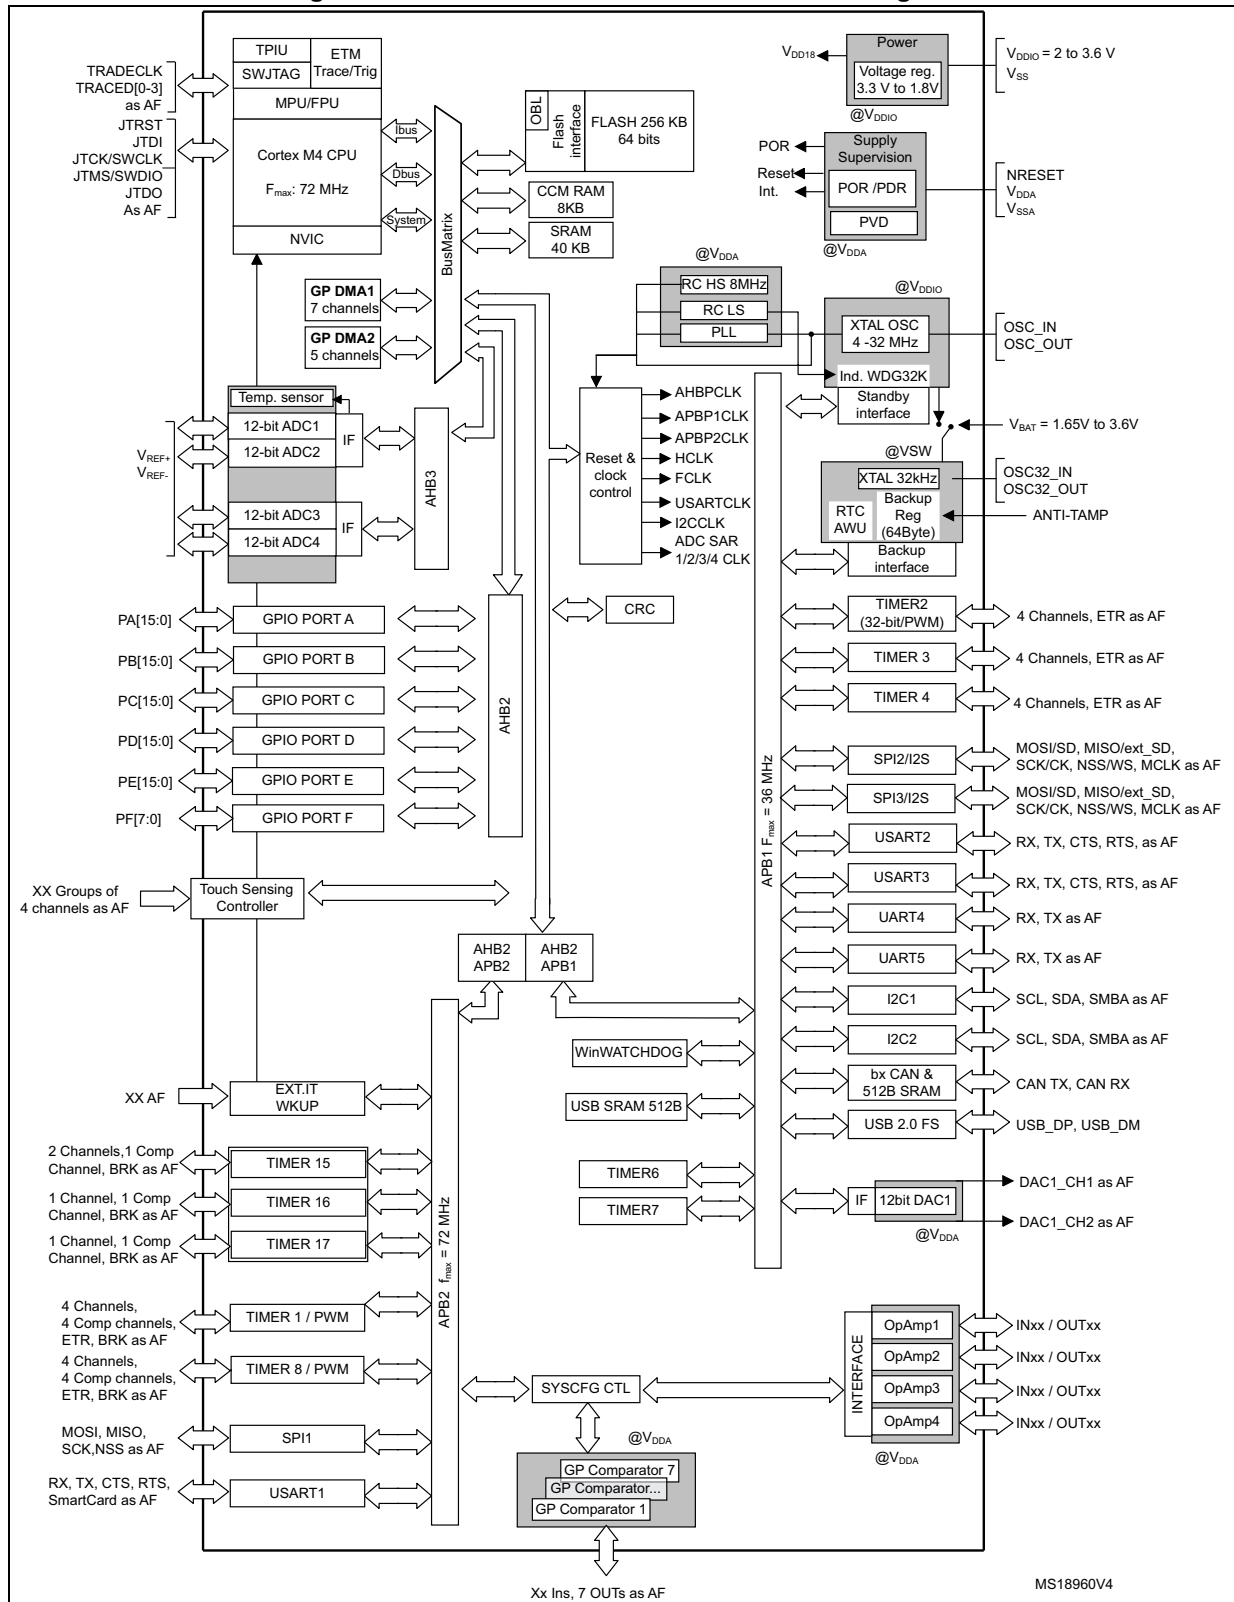 TPIU
ETM
Trace/Trig
SWJTAG
MPU/FPU
Cortex M4 CPU
Fmax: 72 MHz
NVIC
TRADECLK
TRACED[0-3]
as AF
JTRST
JTDI
JTCK/SWCLK
JTMS/SWDIO
JTDO
As AF
Ibus
Dbus
System
BusMatrix
OBL
Flash
interface
FLASH 256 KB
64 bits
CCM RAM
8KB
SRAM
40 KB
GP DMA1
7 channels
GP DMA2
5 channels
VDD18
Power
Voltage reg.
3.3 V to 1.8V
@VDDIO
VDDIO = 2 to 3.6 V
VSS
POR
Reset
Int.
Supply
Supervision
POR /PDR
PVD
@VDDA
NRESET
VDDA
VSSA
@VDDA
RC HS 8MHz
RC LS
PLL
@VDDIO
XTAL OSC
4 -32 MHz
Ind. WDG32K
Standby
interface
OSC_IN
OSC_OUT
VBAT = 1.65V to 3.6V
@VSW
XTAL 32kHz
RTC
AWU
Backup
Reg
(64Byte)
Backup
interface
OSC32_IN
OSC32_OUT
ANTI-TAMP
Reset &
clock
control
AHBPCLK
APBP1CLK
APBP2CLK
HCLK
FCLK
USARTCLK
I2CCLK
ADC SAR
1/2/3/4 CLK
Temp. sensor
12-bit ADC1
12-bit ADC2
IF
VREF+
VREF-
12-bit ADC3
12-bit ADC4
IF
AHB3
CRC
PA[15:0]
GPIO PORT A
PB[15:0]
GPIO PORT B
PC[15:0]
GPIO PORT C
PD[15:0]
GPIO PORT D
PE[15:0]
GPIO PORT E
PF[7:0]
GPIO PORT F
AHB2
XX Groups of
4 channels as AF
Touch Sensing
Controller
AHB2
APB2
AHB2
APB1
APB1 Fmax = 36 MHz
TIMER2
(32-bit/PWM)
4 Channels, ETR as AF
TIMER 3
4 Channels, ETR as AF
TIMER 4
4 Channels, ETR as AF
SPI2/I2S
MOSI/SD, MISO/ext_SD,
SCK/CK, NSS/WS, MCLK as AF
SPI3/I2S
MOSI/SD, MISO/ext_SD,
SCK/CK, NSS/WS, MCLK as AF
USART2
RX, TX, CTS, RTS, as AF
USART3
RX, TX, CTS, RTS, as AF
UART4
RX, TX as AF
UART5
RX, TX as AF
I2C1
SCL, SDA, SMBA as AF
I2C2
SCL, SDA, SMBA as AF
bx CAN &
512B SRAM
CAN TX, CAN RX
USB 2.0 FS
USB_DP, USB_DM
IF
12bit DAC1
DAC1_CH1 as AF
DAC1_CH2 as AF
@VDDA
WinWATCHDOG
USB SRAM 512B
TIMER6
TIMER7
XX AF
EXT.IT
WKUP
2 Channels,1 Comp
Channel, BRK as AF
TIMER 15
1 Channel, 1 Comp
Channel, BRK as AF
TIMER 16
1 Channel, 1 Comp
Channel, BRK as AF
TIMER 17
4 Channels,
4 Comp channels,
ETR, BRK as AF
TIMER 1 / PWM
4 Channels,
4 Comp channels,
ETR, BRK as AF
TIMER 8 / PWM
MOSI, MISO,
SCK,NSS as AF
SPI1
RX, TX, CTS, RTS,
SmartCard as AF
USART1
APB2 fmax = 72 MHz
SYSCFG CTL
@VDDA
GP Comparator 7
GP Comparator...
GP Comparator 1
Xx Ins, 7 OUTs as AF
INTERFACE
OpAmp1
INxx / OUTxx
OpAmp2
INxx / OUTxx
OpAmp3
INxx / OUTxx
OpAmp4
INxx / OUTxx
@VDDA
MS18960V4